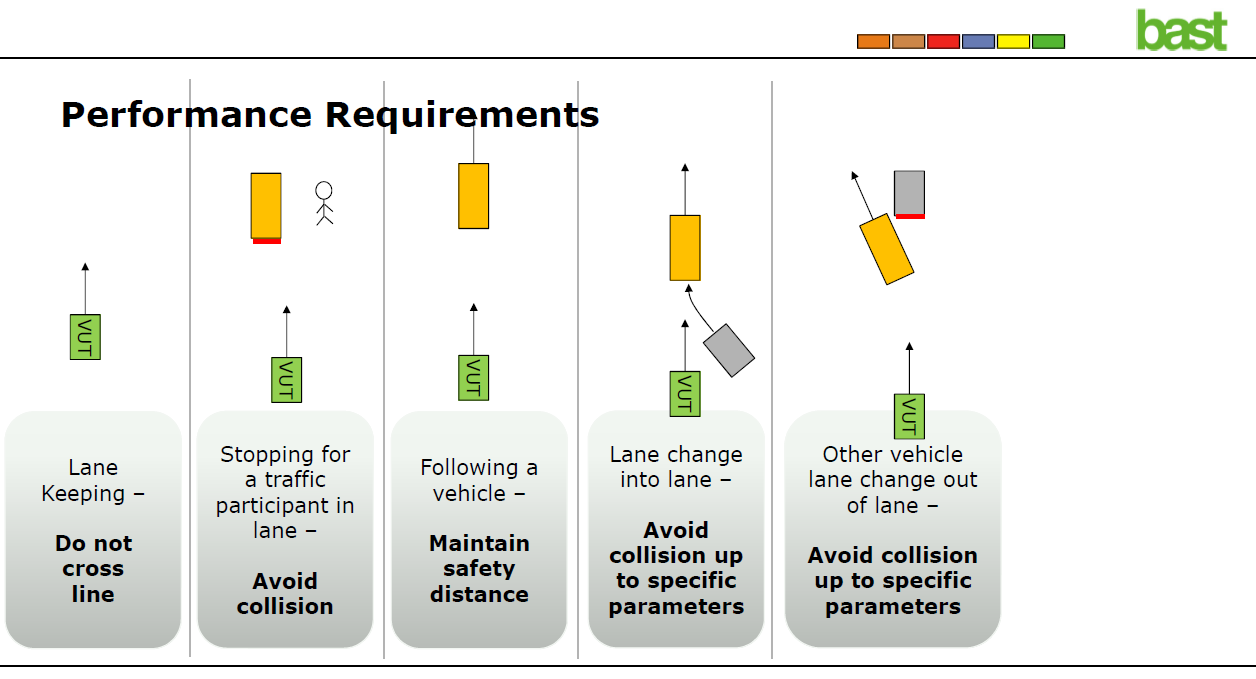 bast
Performance Requirements
VUT
VUT
VUT
VUT
VUT
Lane
Keeping –
Do not
cross
line
Stopping for
a traffic
participant in
lane –
Avoid
collision
Following a
vehicle –
Maintain
safety
distance
Lane change
into lane –
Avoid
collision up
to specific
parameters
Other vehicle
lane change out
of lane –
Avoid collision
up to specific
parameters